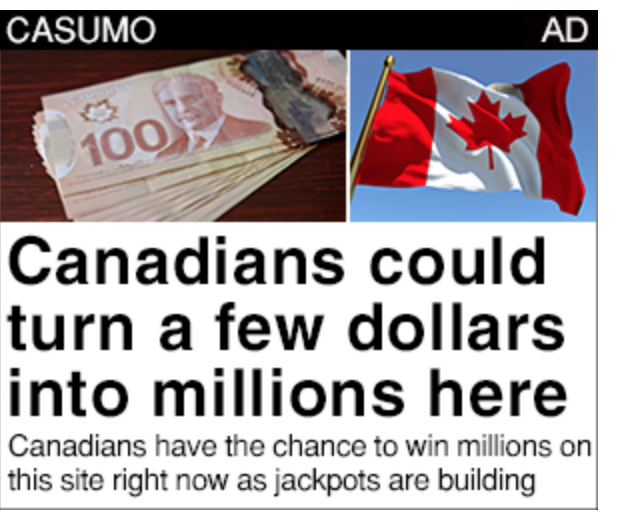 CASUMO AD
100
Canadians could
turn a few dollars
into millions here
Canadians have the chance to win millions on
this site right now as jackpots are building